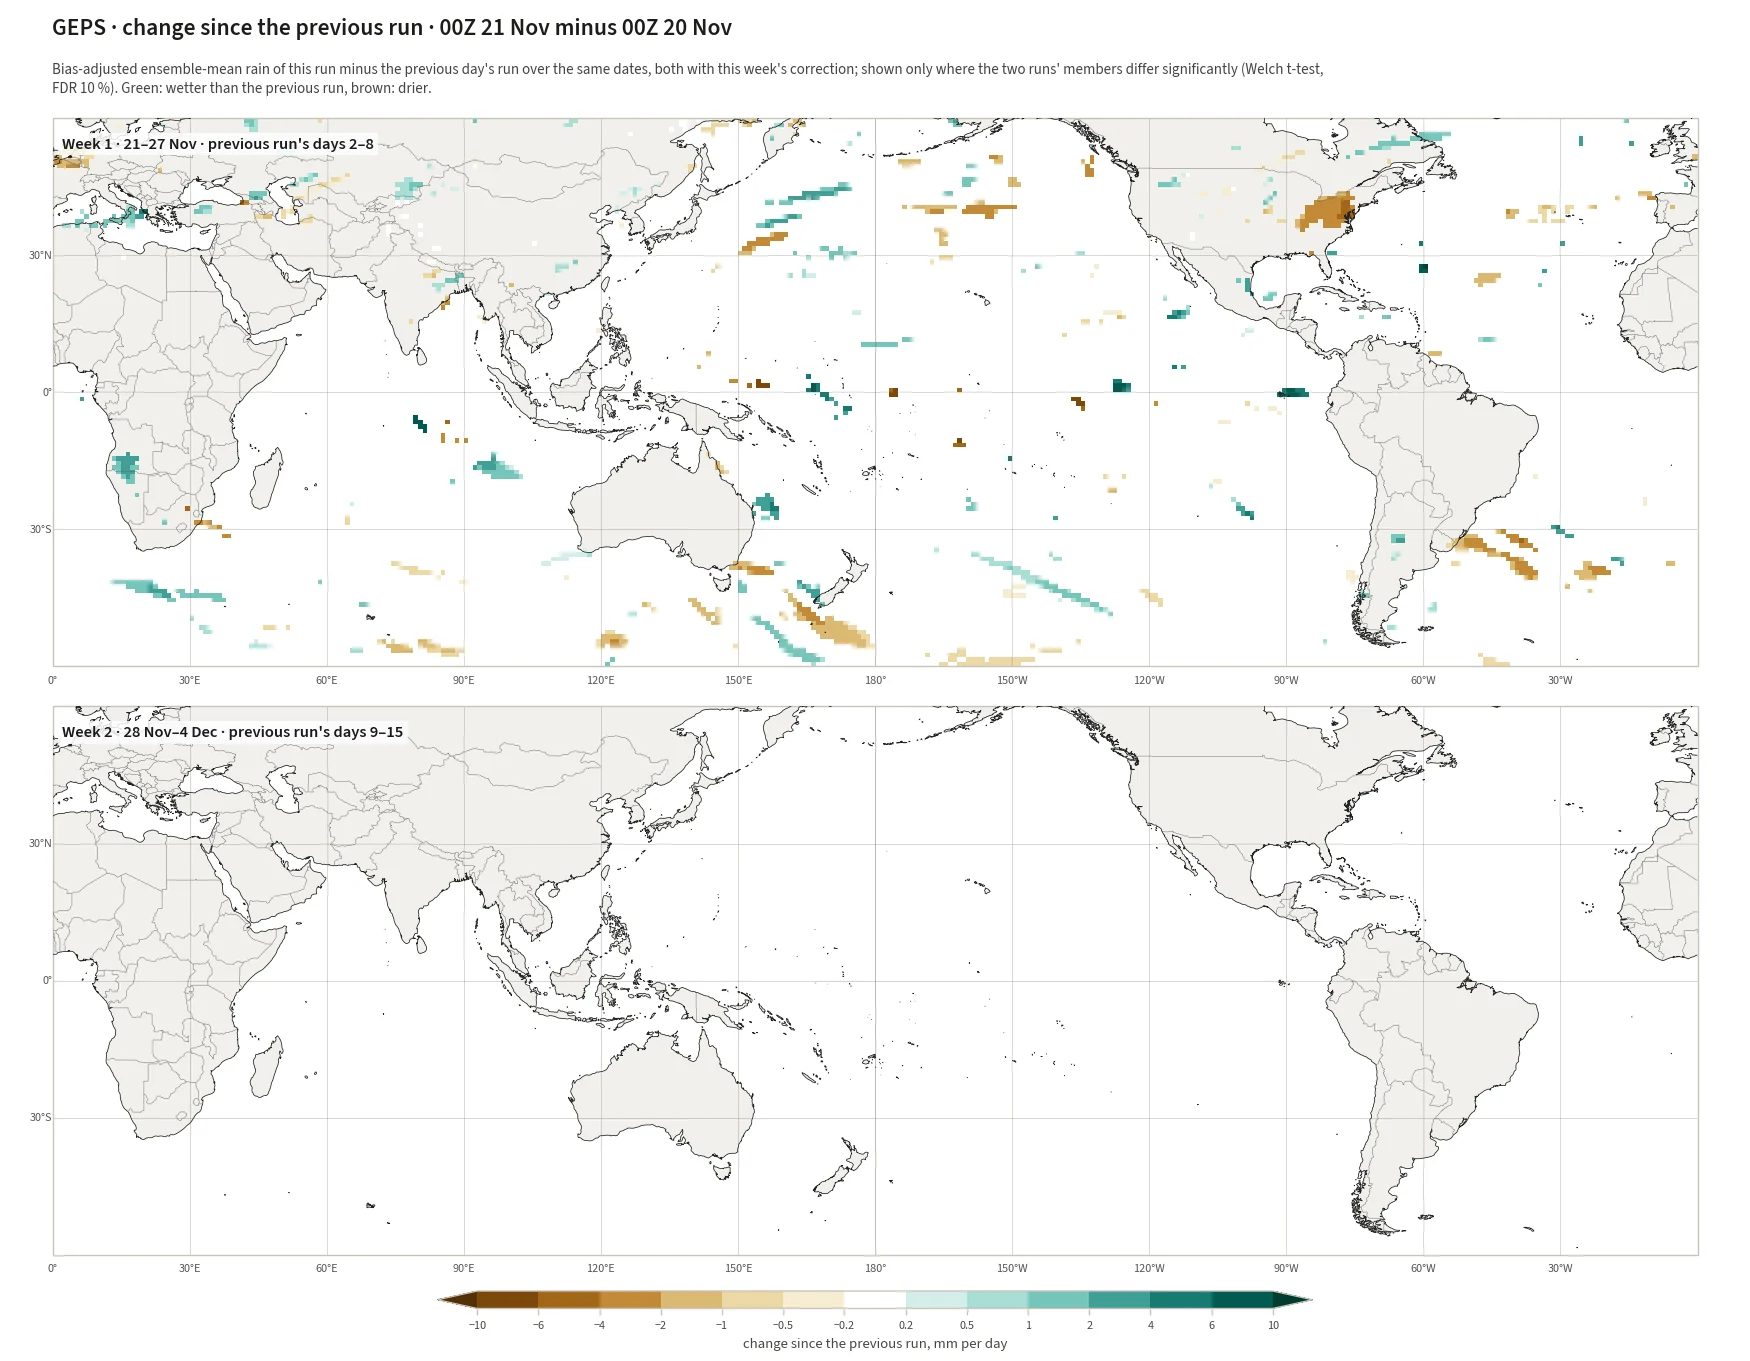 GEPS · change since the previous run · 00Z 21 Nov minus 00Z 20 Nov
Bias-adjusted ensemble-mean rain of this run minus the previous day's run over the same dates, both with this week's correction; shown only where the two runs' members differ significantly (Welch t-test,
FDR 10 %). Green: wetter than the previous run, brown: drier.
Week 1 · 21–27 Nov · previous run's days 2–8
30°N
0°
30°S
0° 30°E 60°E 90°E 120°E 150°E 180° 150°W 120°W 90°W 60°W 30°W
Week 2 · 28 Nov–4 Dec · previous run's days 9–15
30°N
0°
30°S
0° 30°E 60°E 90°E 120°E 150°E 180° 150°W 120°W 90°W 60°W 30°W
−10 −6 −4 −2 −1 −0.5 −0.2 0.2 0.5 1 2 4 6 10
change since the previous run, mm per day